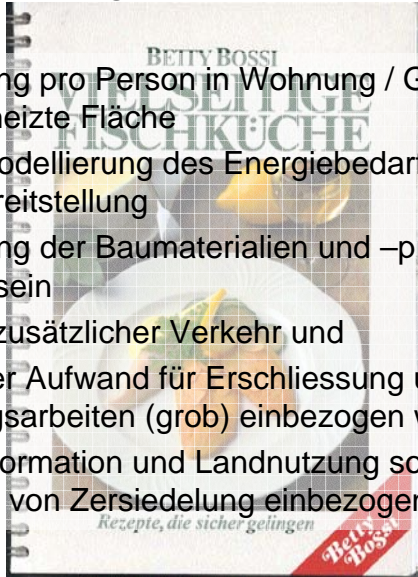 BETTY BOSSI
ng pro Person in Wohnung / G
VIELSEITIGE
neizte Fläche
FISCHKÜCHE
odellierung des Energiebedarf
reitstellung
ng der Baumaterialien und –p
sein
zusätzlicher Verkehr und
er Aufwand für Erschliessung u
gsarbeiten (grob) einbezogen w
ormation und Landnutzung so
von Zersiedelung einbezogen
Rezepte, die sicher gelingen
Betty
Bossi